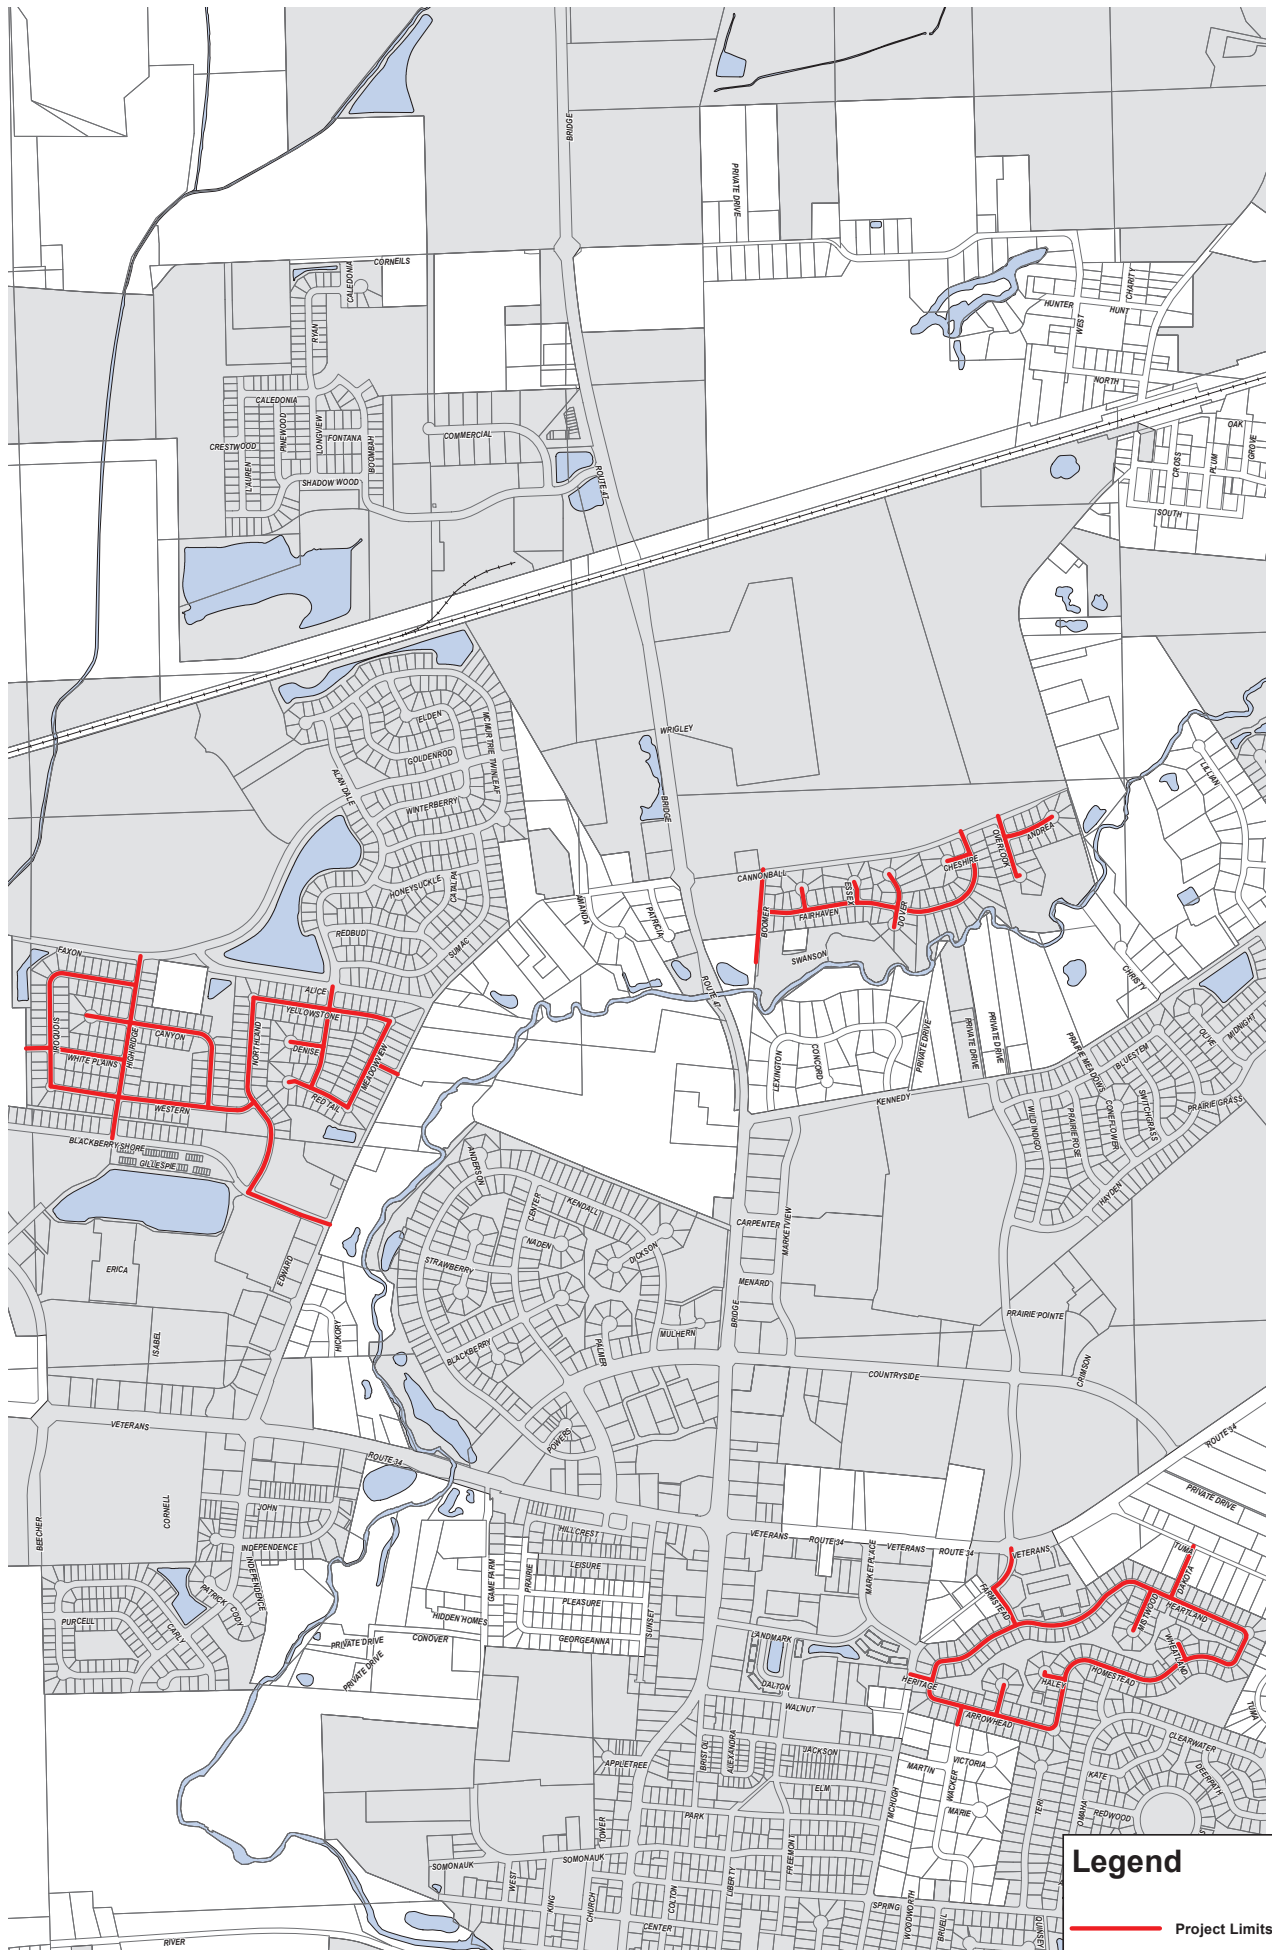 BRIDGE
PRIVATE DRIVE
CORNEILS
CALEDONIA
CHARITY
HUNTER
HUNT
WEST
RYAN
NORTH
CALEDONIA
PINEWOOD
LONGVIEW
FONTANA
BOOMBAH
COMMERCIAL
CRESTWOOD
LAUREN
SHADOW WOOD
ROUTE 47
OAK
GROVE
CROSS
PLUM
SOUTH
ELDEN
MCMURTRIE
TWINLEAF
GOLDENROD
WRIGLEY
ALAN DALE
WINTERBERRY
BRIDGE
LILLIAN
ANDREA
OVERLOOK
CHESHIRE
CANNONBALL
HONEYSUCKLE
CATALPA
ESSEX
AMANDA
PATRICIA
BOOMER
FAIRHAVEN
DOVER
REDBUD
SUMAC
SWANSON
FAXON
ALICE
ROUTE 47
CHRISTY
YELLOWSTONE
IROQUOIS
HIGHRIDGE
CANYON
NORTHLAND
DENISE
WHITE PLAINS
MEADOWVIEW
LEXINGTON
CONCORD
PRIVATE DRIVE
PRIVATE DRIVE
PRIVATE DRIVE
PRAIRIE MEADOWS
BLUESTEM
OLIVE
MIDNIGHT
WESTERN
RED TAIL
KENNEDY
WILD INDIGO
PRAIRIE ROSE
CONEFLOWER
SWITCHGRASS
PRAIRIE GRASS
BLACKBERRY SHORE
GILLESPIE
ANDERSON
HAYDEN
CENTER
KENDALL
CARPENTER
MARKETVIEW
NADEN
DICKSON
STRAWBERRY
ERICA
EDWARD
MENARD
BRIDGE
PRAIRIE POINTE
HICKORY
ISABEL
MULHERN
BLACKBERRY
PALMER
COUNTRYSIDE
CRIMSON
VETERANS
POWERS
ROUTE 34
ROUTE 34
PRIVATE DRIVE
CORNELL
JOHN
BEECHER
HILLCREST
VETERANS
ROUTE 34
VETERANS
ROUTE 34
VETERANS
TUMA
INDEPENDENCE
INDEPENDENCE
LEISURE
GAME FARM
PRAIRIE
MARKETPLACE
DAKOTA
PATRICK
CODY
PLEASURE
FARMSTEAD
MISTWOOD
HEARTLAND
PURCELL
CARLY
HIDDEN HOMES
SUNSET
PRIVATE DRIVE
CONOVER
GEORGEANNA
LANDMARK
WHEATLAND
PRIVATE DRIVE
HERITAGE
HALEY
HOMESTEAD
DALTON
WALNUT
ARROWHEAD
TUMA
CLEARWATER
APPLETREE
BRISTOL
ALEXANDRA
JACKSON
MARTIN
VICTORIA
DEERPATH
KATE
ELM
WACKER
MARIE
TERI
OMAHA
REDWOOD
PARK
MCHUGH
TOWER
FREEMONT
SOMONAUK
SOMONAUK
WEST
KING
CHURCH
COLTON
LIBERTY
SPRING
WOODWORTH
BRUELL
QUINSEY
CENTER
RIVER
Legend
Project Limits